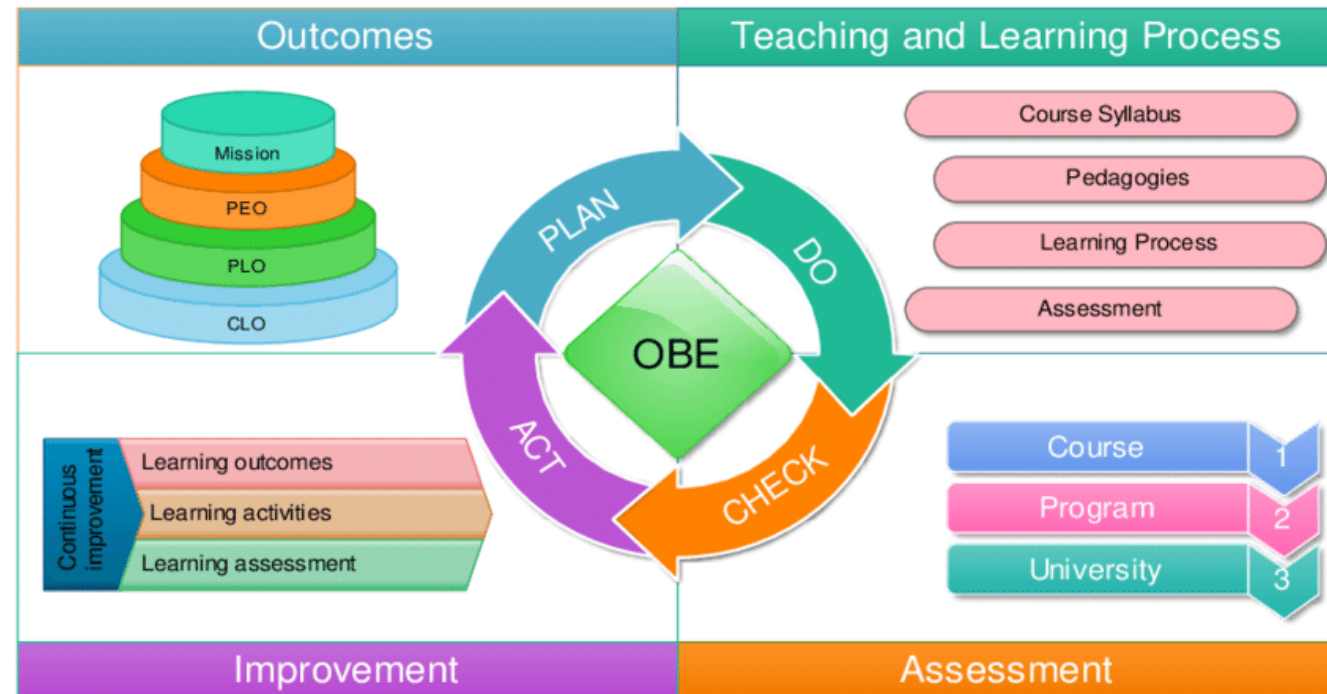 Outcomes
Teaching and Learning Process
Mission
PEO
PLO
CLO
Course Syllabus
Pedagogies
Learning Process
Assessment
PLAN
DO
CHECK
ACT
OBE
Continuous
improvement
Learning outcomes
Learning activities
Learning assessment
Course 1
Program 2
University 3
Improvement
Assessment